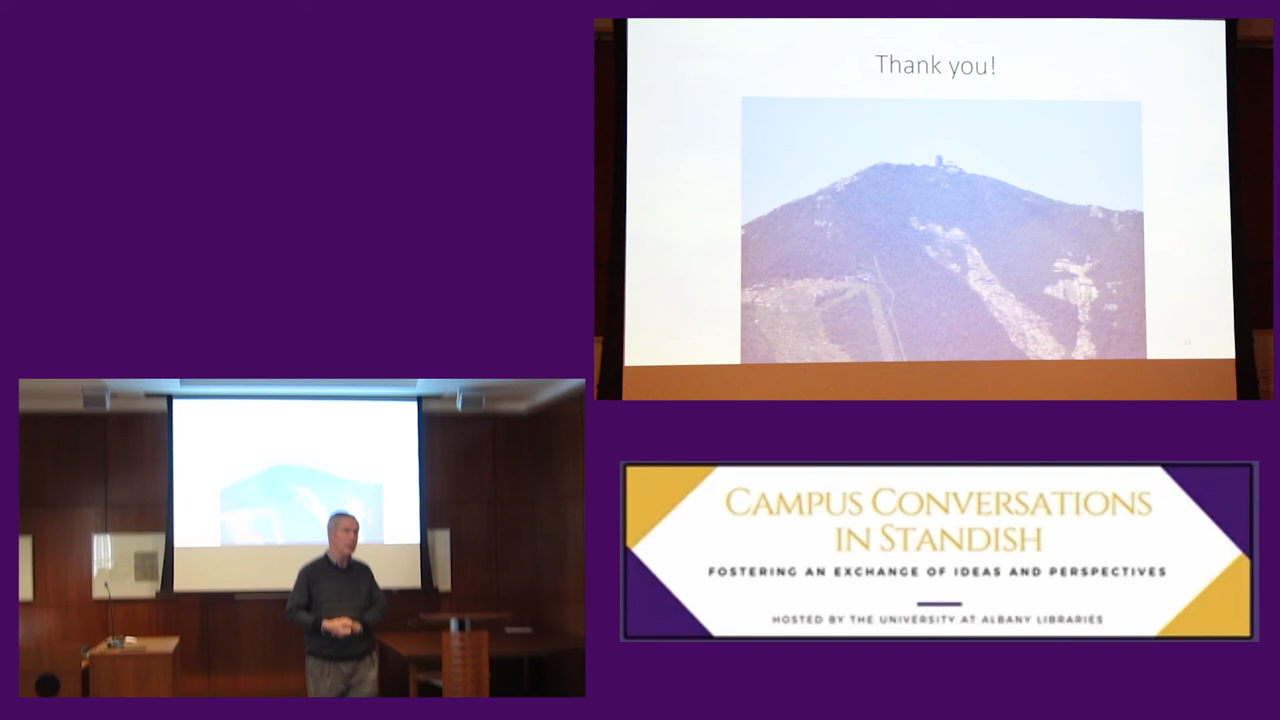 Thank you!
CAMPUS CONVERSATIONS
IN STANDISH
FOSTERING AN EXCHANGE OF IDEAS AND PERSPECTIVES
HOSTED BY THE UNIVERSITY AT ALBANY LIBRARIES